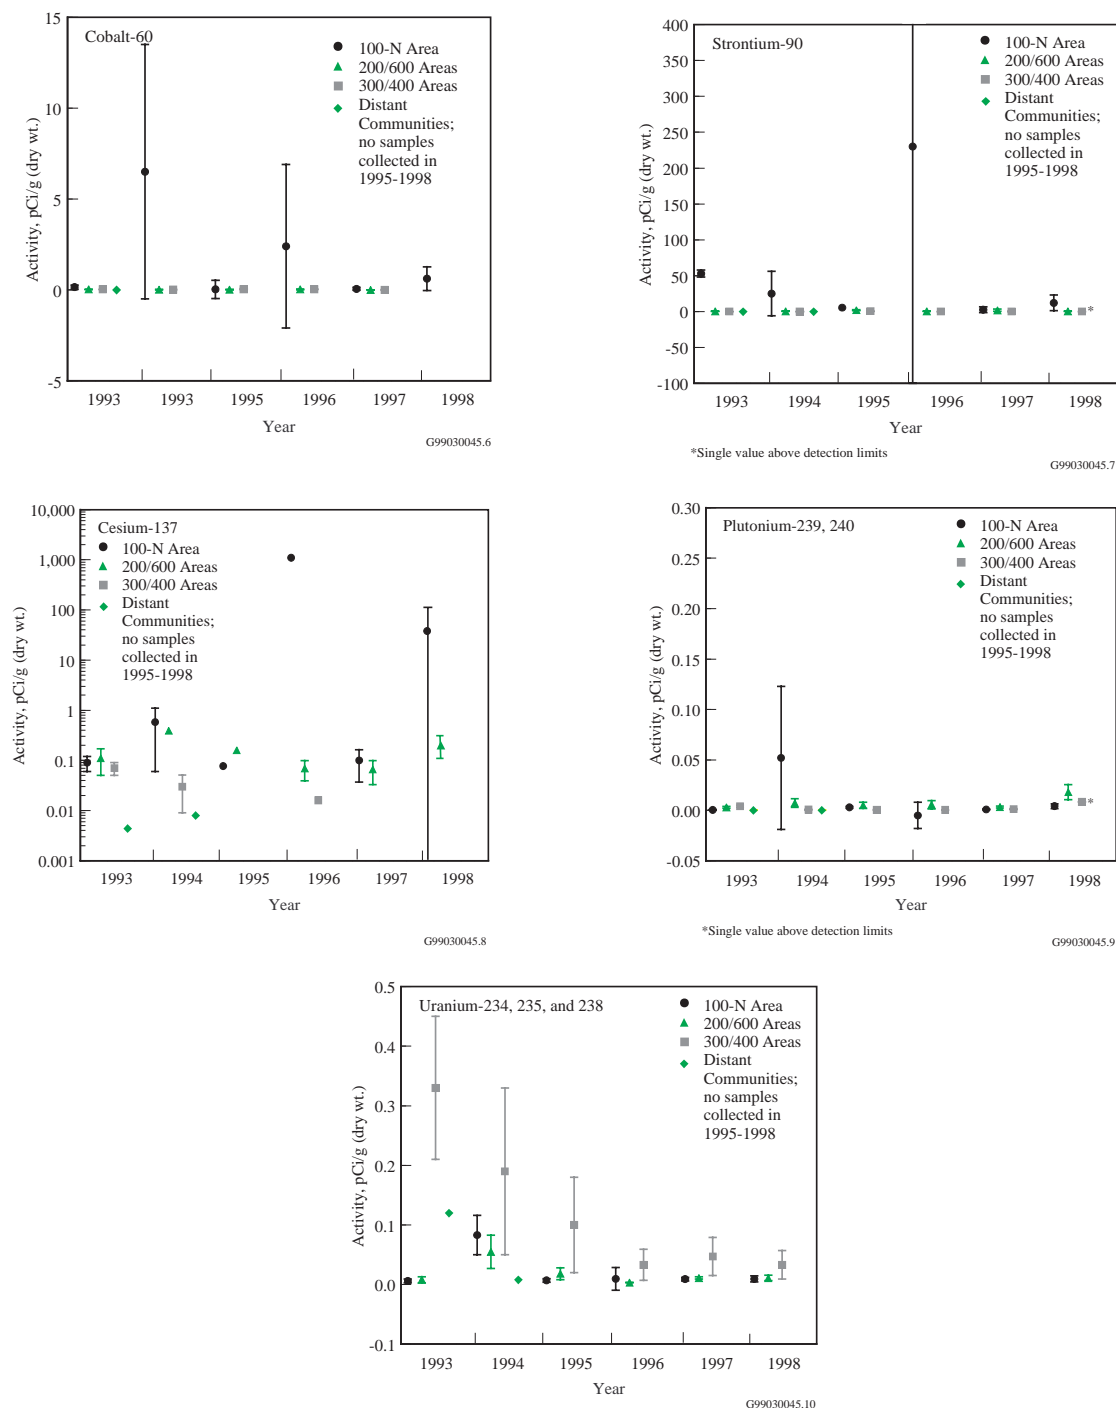 Cobalt-60
100-N Area
200/600 Areas
300/400 Areas
Distant
Communities;
no samples
collected in
1995-1998
15
10
5
0
-5
Activity, pCi/g (dry wt.)
1993 1993 1995 1996 1997 1998
Year
G99030045.6
Strontium-90
100-N Area
200/600 Areas
300/400 Areas
Distant
Communities;
no samples
collected in
1995-1998
400
350
300
250
200
150
100
50
0
-50
-100
Activity, pCi/g (dry wt.)
*
1993 1994 1995 1996 1997 1998
Year
*Single value above detection limits
G99030045.7
Cesium-137
100-N Area
200/600 Areas
300/400 Areas
Distant
Communities;
no samples
collected in
1995-1998
10,000
1,000
100
10
1
0.1
0.01
0.001
Activity, pCi/g (dry wt.)
1993 1994 1995 1996 1997 1998
Year
G99030045.8
Plutonium-239, 240
100-N Area
200/600 Areas
300/400 Areas
Distant
Communities;
no samples
collected in
1995-1998
0.30
0.25
0.20
0.15
0.10
0.05
0.00
-0.05
Activity, pCi/g (dry wt.)
*
1993 1994 1995 1996 1997 1998
Year
*Single value above detection limits
G99030045.9
Uranium-234, 235, and 238
100-N Area
200/600 Areas
300/400 Areas
Distant
Communities;
no samples
collected in
1995-1998
0.5
0.4
0.3
0.2
0.1
0.0
-0.1
Activity, pCi/g (dry wt.)
1993 1994 1995 1996 1997 1998
Year
G99030045.10